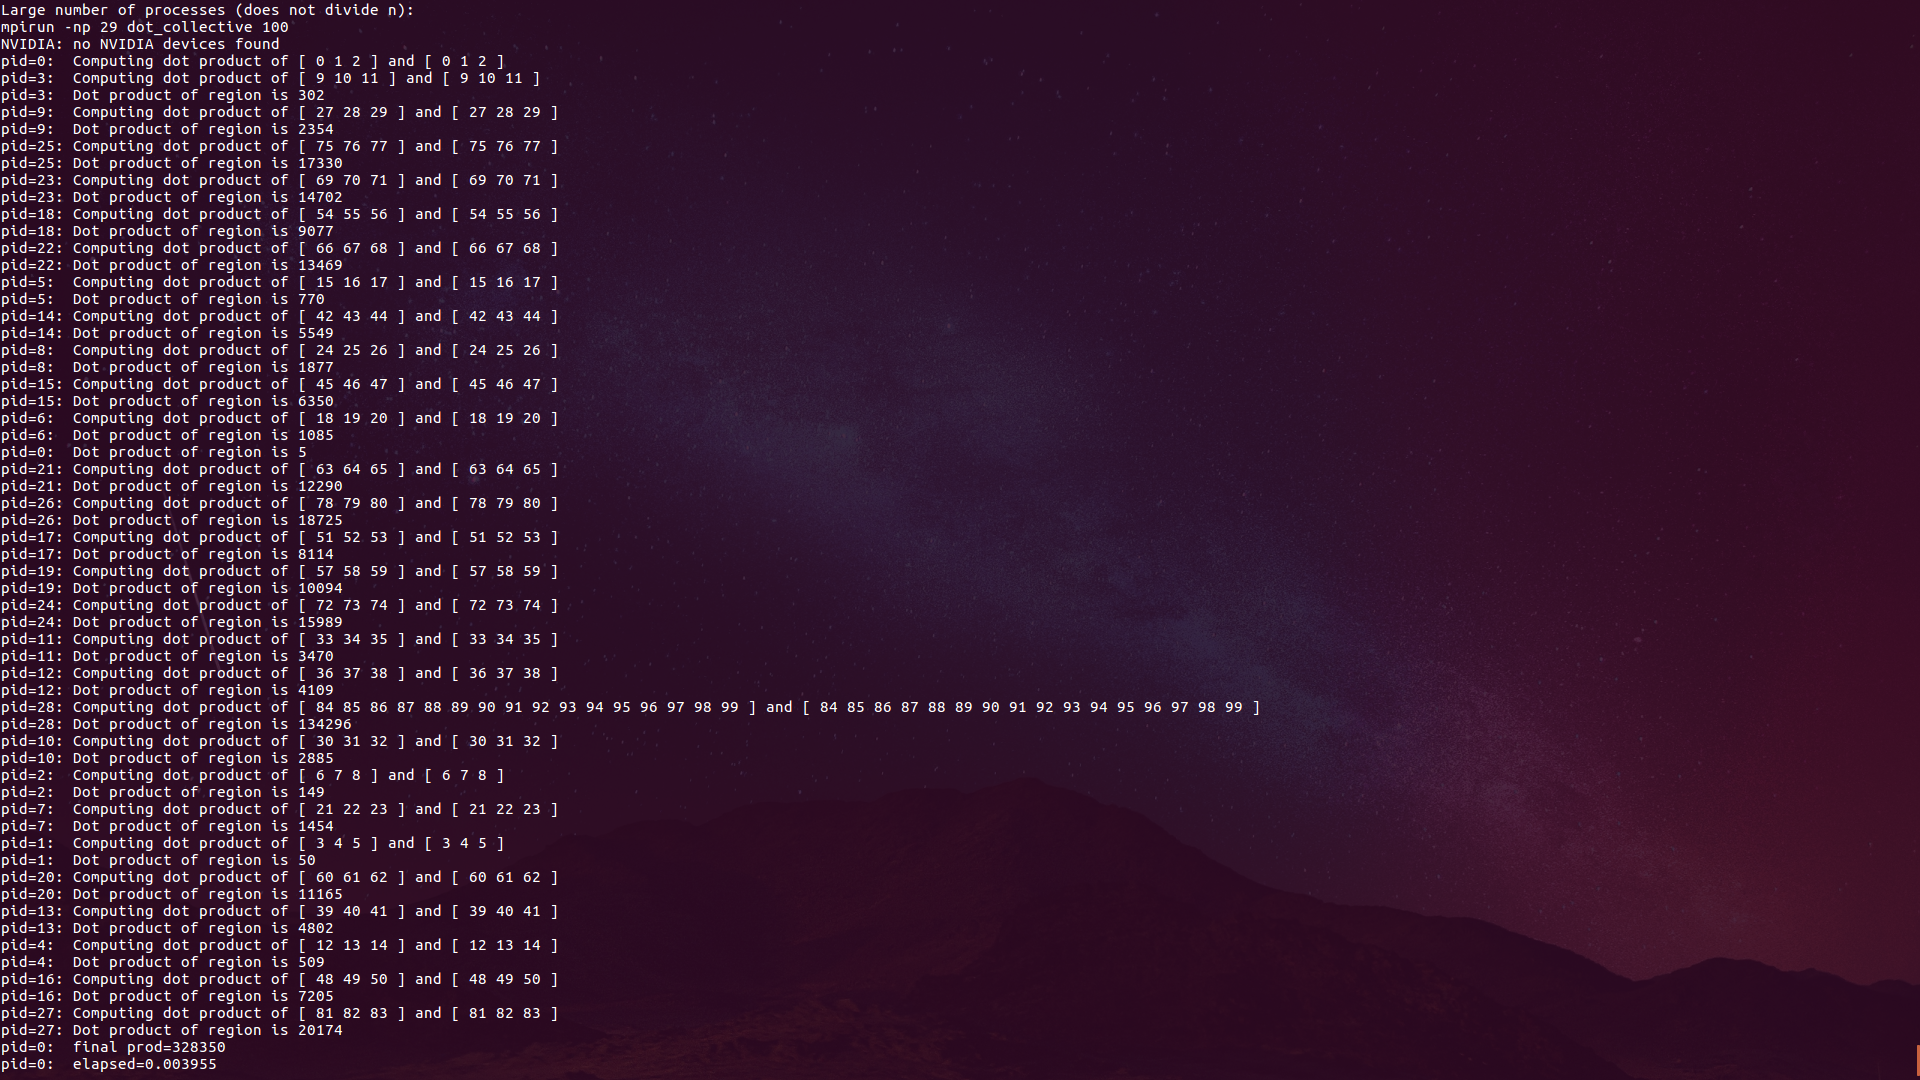 Large number of processes (does not divide n):
mpirun -np 29 dot_collective 100
NVIDIA: no NVIDIA devices found
pid=0:  Computing dot product of [ 0 1 2 ] and [ 0 1 2 ]
pid=3:  Computing dot product of [ 9 10 11 ] and [ 9 10 11 ]
pid=3:  Dot product of region is 302
pid=9:  Computing dot product of [ 27 28 29 ] and [ 27 28 29 ]
pid=9:  Dot product of region is 2354
pid=25: Computing dot product of [ 75 76 77 ] and [ 75 76 77 ]
pid=25: Dot product of region is 17330
pid=23: Computing dot product of [ 69 70 71 ] and [ 69 70 71 ]
pid=23: Dot product of region is 14702
pid=18: Computing dot product of [ 54 55 56 ] and [ 54 55 56 ]
pid=18: Dot product of region is 9077
pid=22: Computing dot product of [ 66 67 68 ] and [ 66 67 68 ]
pid=22: Dot product of region is 13469
pid=5:  Computing dot product of [ 15 16 17 ] and [ 15 16 17 ]
pid=5:  Dot product of region is 770
pid=14: Computing dot product of [ 42 43 44 ] and [ 42 43 44 ]
pid=14: Dot product of region is 5549
pid=8:  Computing dot product of [ 24 25 26 ] and [ 24 25 26 ]
pid=8:  Dot product of region is 1877
pid=15: Computing dot product of [ 45 46 47 ] and [ 45 46 47 ]
pid=15: Dot product of region is 6350
pid=6:  Computing dot product of [ 18 19 20 ] and [ 18 19 20 ]
pid=6:  Dot product of region is 1085
pid=0:  Dot product of region is 5
pid=21: Computing dot product of [ 63 64 65 ] and [ 63 64 65 ]
pid=21: Dot product of region is 12290
pid=26: Computing dot product of [ 78 79 80 ] and [ 78 79 80 ]
pid=26: Dot product of region is 18725
pid=17: Computing dot product of [ 51 52 53 ] and [ 51 52 53 ]
pid=17: Dot product of region is 8114
pid=19: Computing dot product of [ 57 58 59 ] and [ 57 58 59 ]
pid=19: Dot product of region is 10094
pid=24: Computing dot product of [ 72 73 74 ] and [ 72 73 74 ]
pid=24: Dot product of region is 15989
pid=11: Computing dot product of [ 33 34 35 ] and [ 33 34 35 ]
pid=11: Dot product of region is 3470
pid=12: Computing dot product of [ 36 37 38 ] and [ 36 37 38 ]
pid=12: Dot product of region is 4109
pid=28: Computing dot product of [ 84 85 86 87 88 89 90 91 92 93 94 95 96 97 98 99 ] and [ 84 85 86 87 88 89 90 91 92 93 94 95 96 97 98 99 ]
pid=28: Dot product of region is 134296
pid=10: Computing dot product of [ 30 31 32 ] and [ 30 31 32 ]
pid=10: Dot product of region is 2885
pid=2:  Computing dot product of [ 6 7 8 ] and [ 6 7 8 ]
pid=2:  Dot product of region is 149
pid=7:  Computing dot product of [ 21 22 23 ] and [ 21 22 23 ]
pid=7:  Dot product of region is 1454
pid=1:  Computing dot product of [ 3 4 5 ] and [ 3 4 5 ]
pid=1:  Dot product of region is 50
pid=20: Computing dot product of [ 60 61 62 ] and [ 60 61 62 ]
pid=20: Dot product of region is 11165
pid=13: Computing dot product of [ 39 40 41 ] and [ 39 40 41 ]
pid=13: Dot product of region is 4802
pid=4:  Computing dot product of [ 12 13 14 ] and [ 12 13 14 ]
pid=4:  Dot product of region is 509
pid=16: Computing dot product of [ 48 49 50 ] and [ 48 49 50 ]
pid=16: Dot product of region is 7205
pid=27: Computing dot product of [ 81 82 83 ] and [ 81 82 83 ]
pid=27: Dot product of region is 20174
pid=0:  final prod=328350
pid=0:  elapsed=0.003955